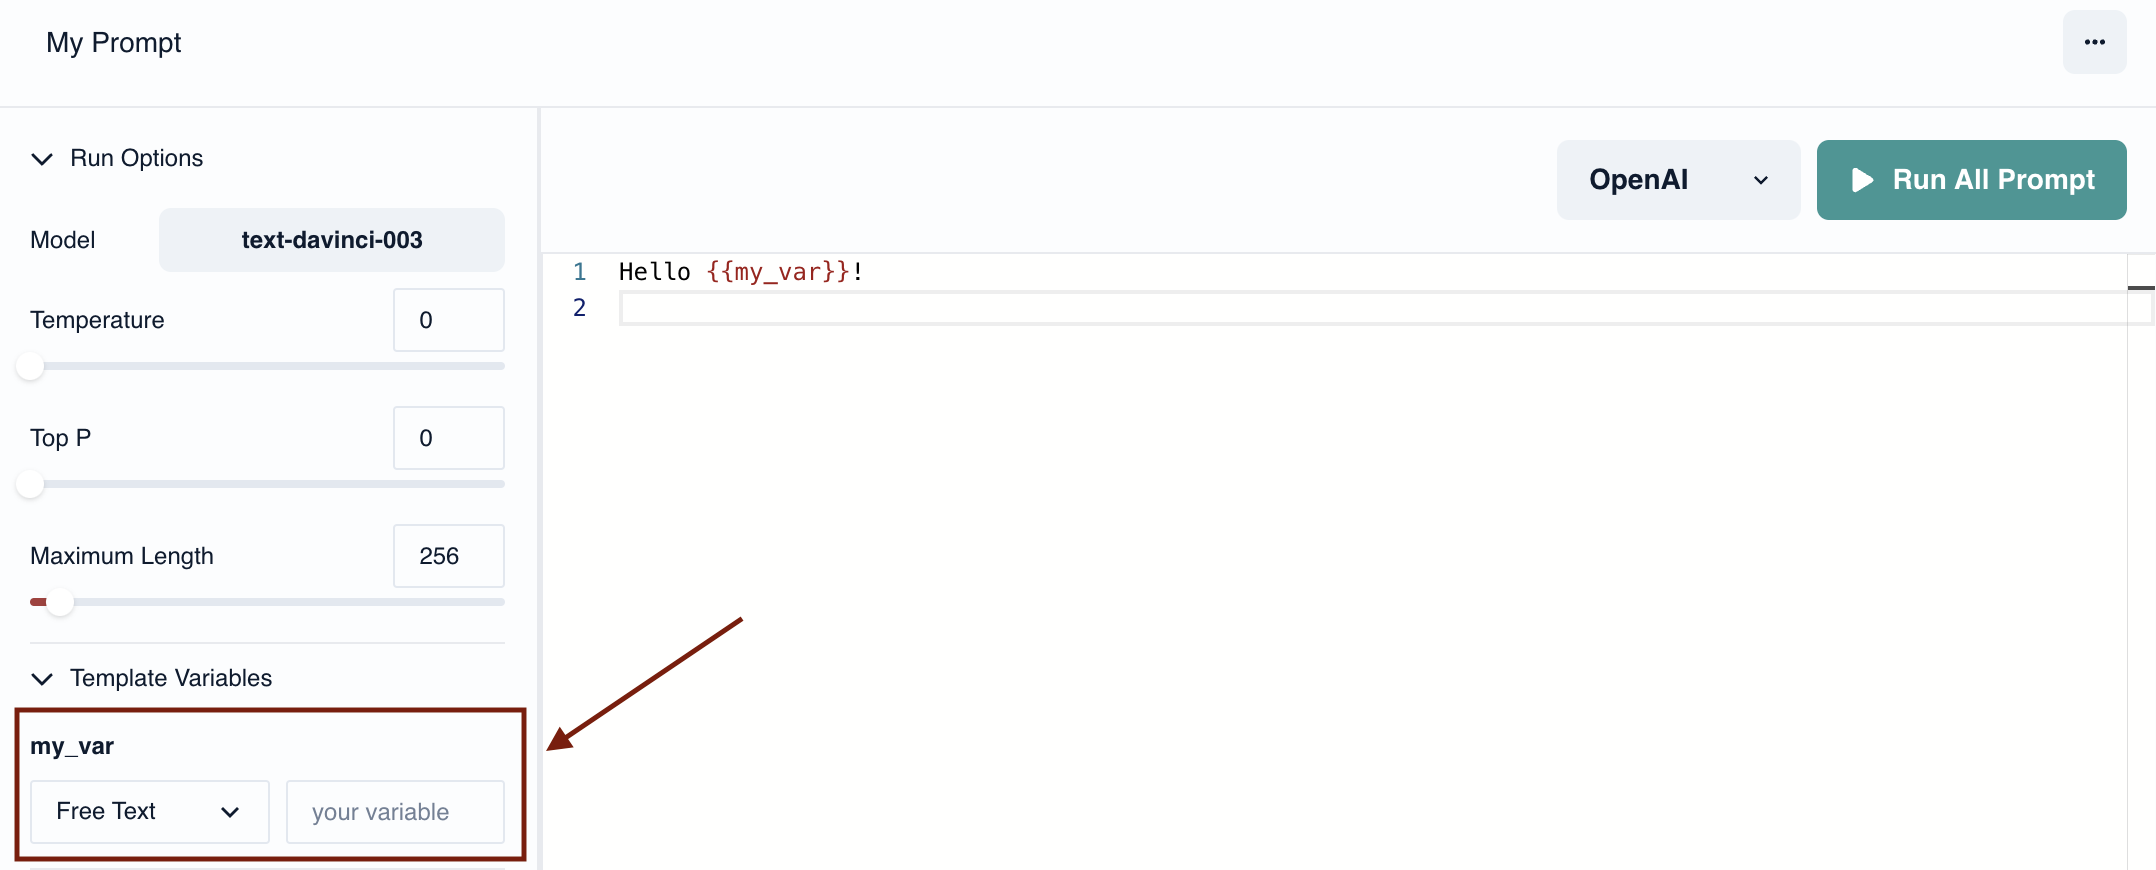 My Prompt
Run Options
Model
text-davinci-003
Temperature
0
Top P
0
Maximum Length
256
Template Variables
my_var
Free Text
your variable
OpenAI
Run All Prompt
1 Hello {{my_var}}!
2